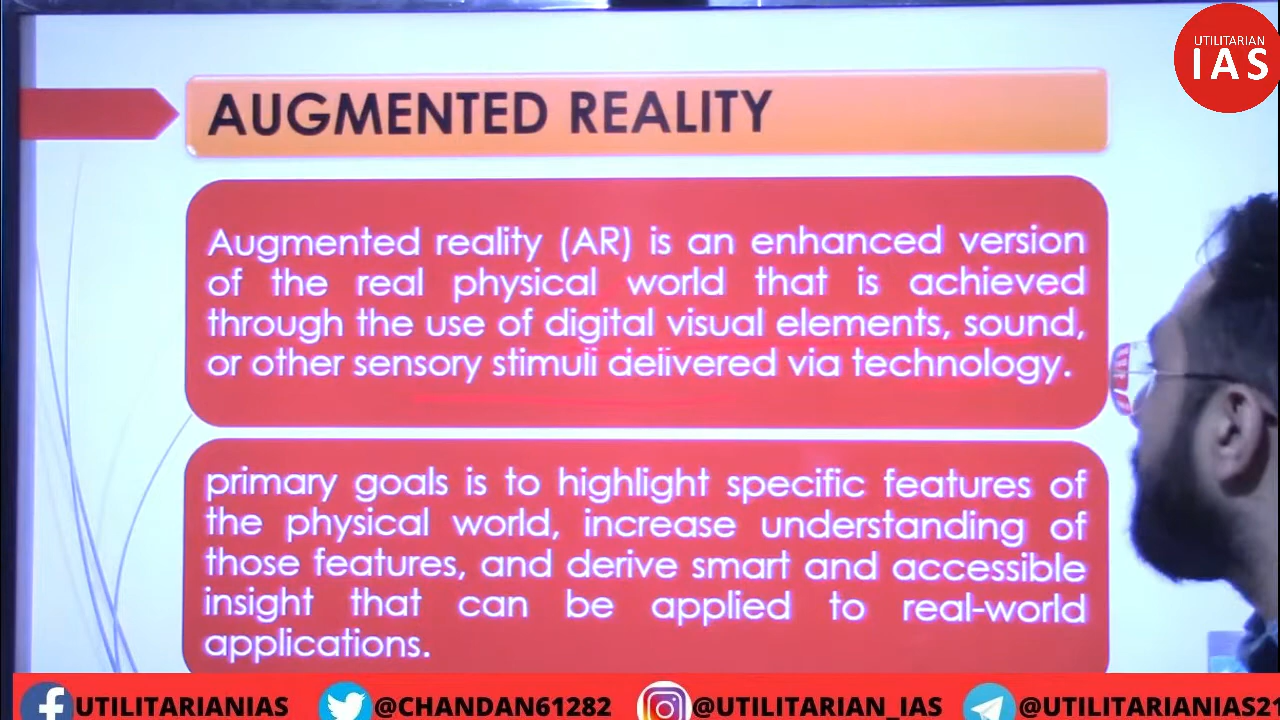 UTILITARIAN
IAS
AUGMENTED REALITY
Augmented reality (AR) is an enhanced version
of the real physical world that is achieved
through the use of digital visual elements, sound,
or other sensory stimuli delivered via technology.
primary goals is to highlight specific features of
the physical world, increase understanding of
those features, and derive smart and accessible
insight that can be applied to real-world
applications.
UTILITARIANIAS
@CHANDAN61282
@UTILITARIAN_IAS
@UTILITARIANIAS21